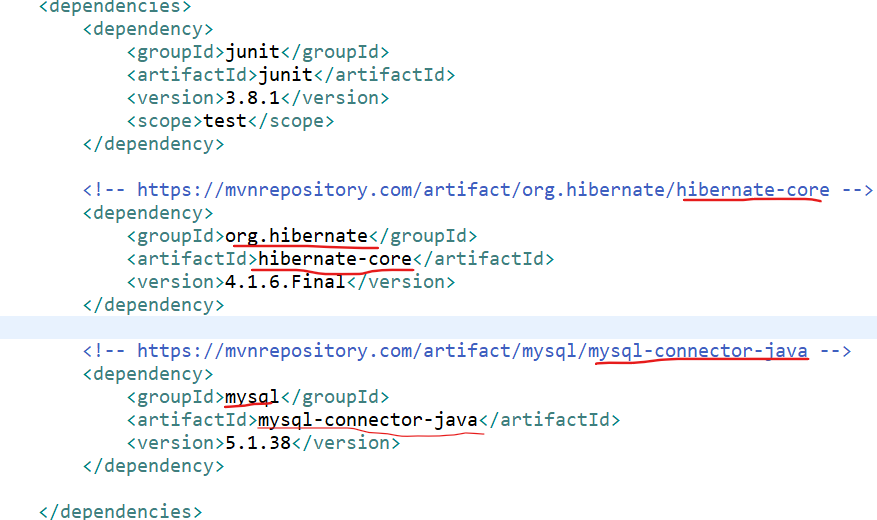 <dependencies>
<dependency>
<groupId>junit</groupId>
<artifactId>junit</artifactId>
<version>3.8.1</version>
<scope>test</scope>
</dependency>
<!-- https://mvnrepository.com/artifact/org.hibernate/hibernate-core -->
<dependency>
<groupId>org.hibernate</groupId>
<artifactId>hibernate-core</artifactId>
<version>4.1.6.Final</version>
</dependency>
<!-- https://mvnrepository.com/artifact/mysql/mysql-connector-java -->
<dependency>
<groupId>mysql</groupId>
<artifactId>mysql-connector-java</artifactId>
<version>5.1.38</version>
</dependency>
</dependencies>